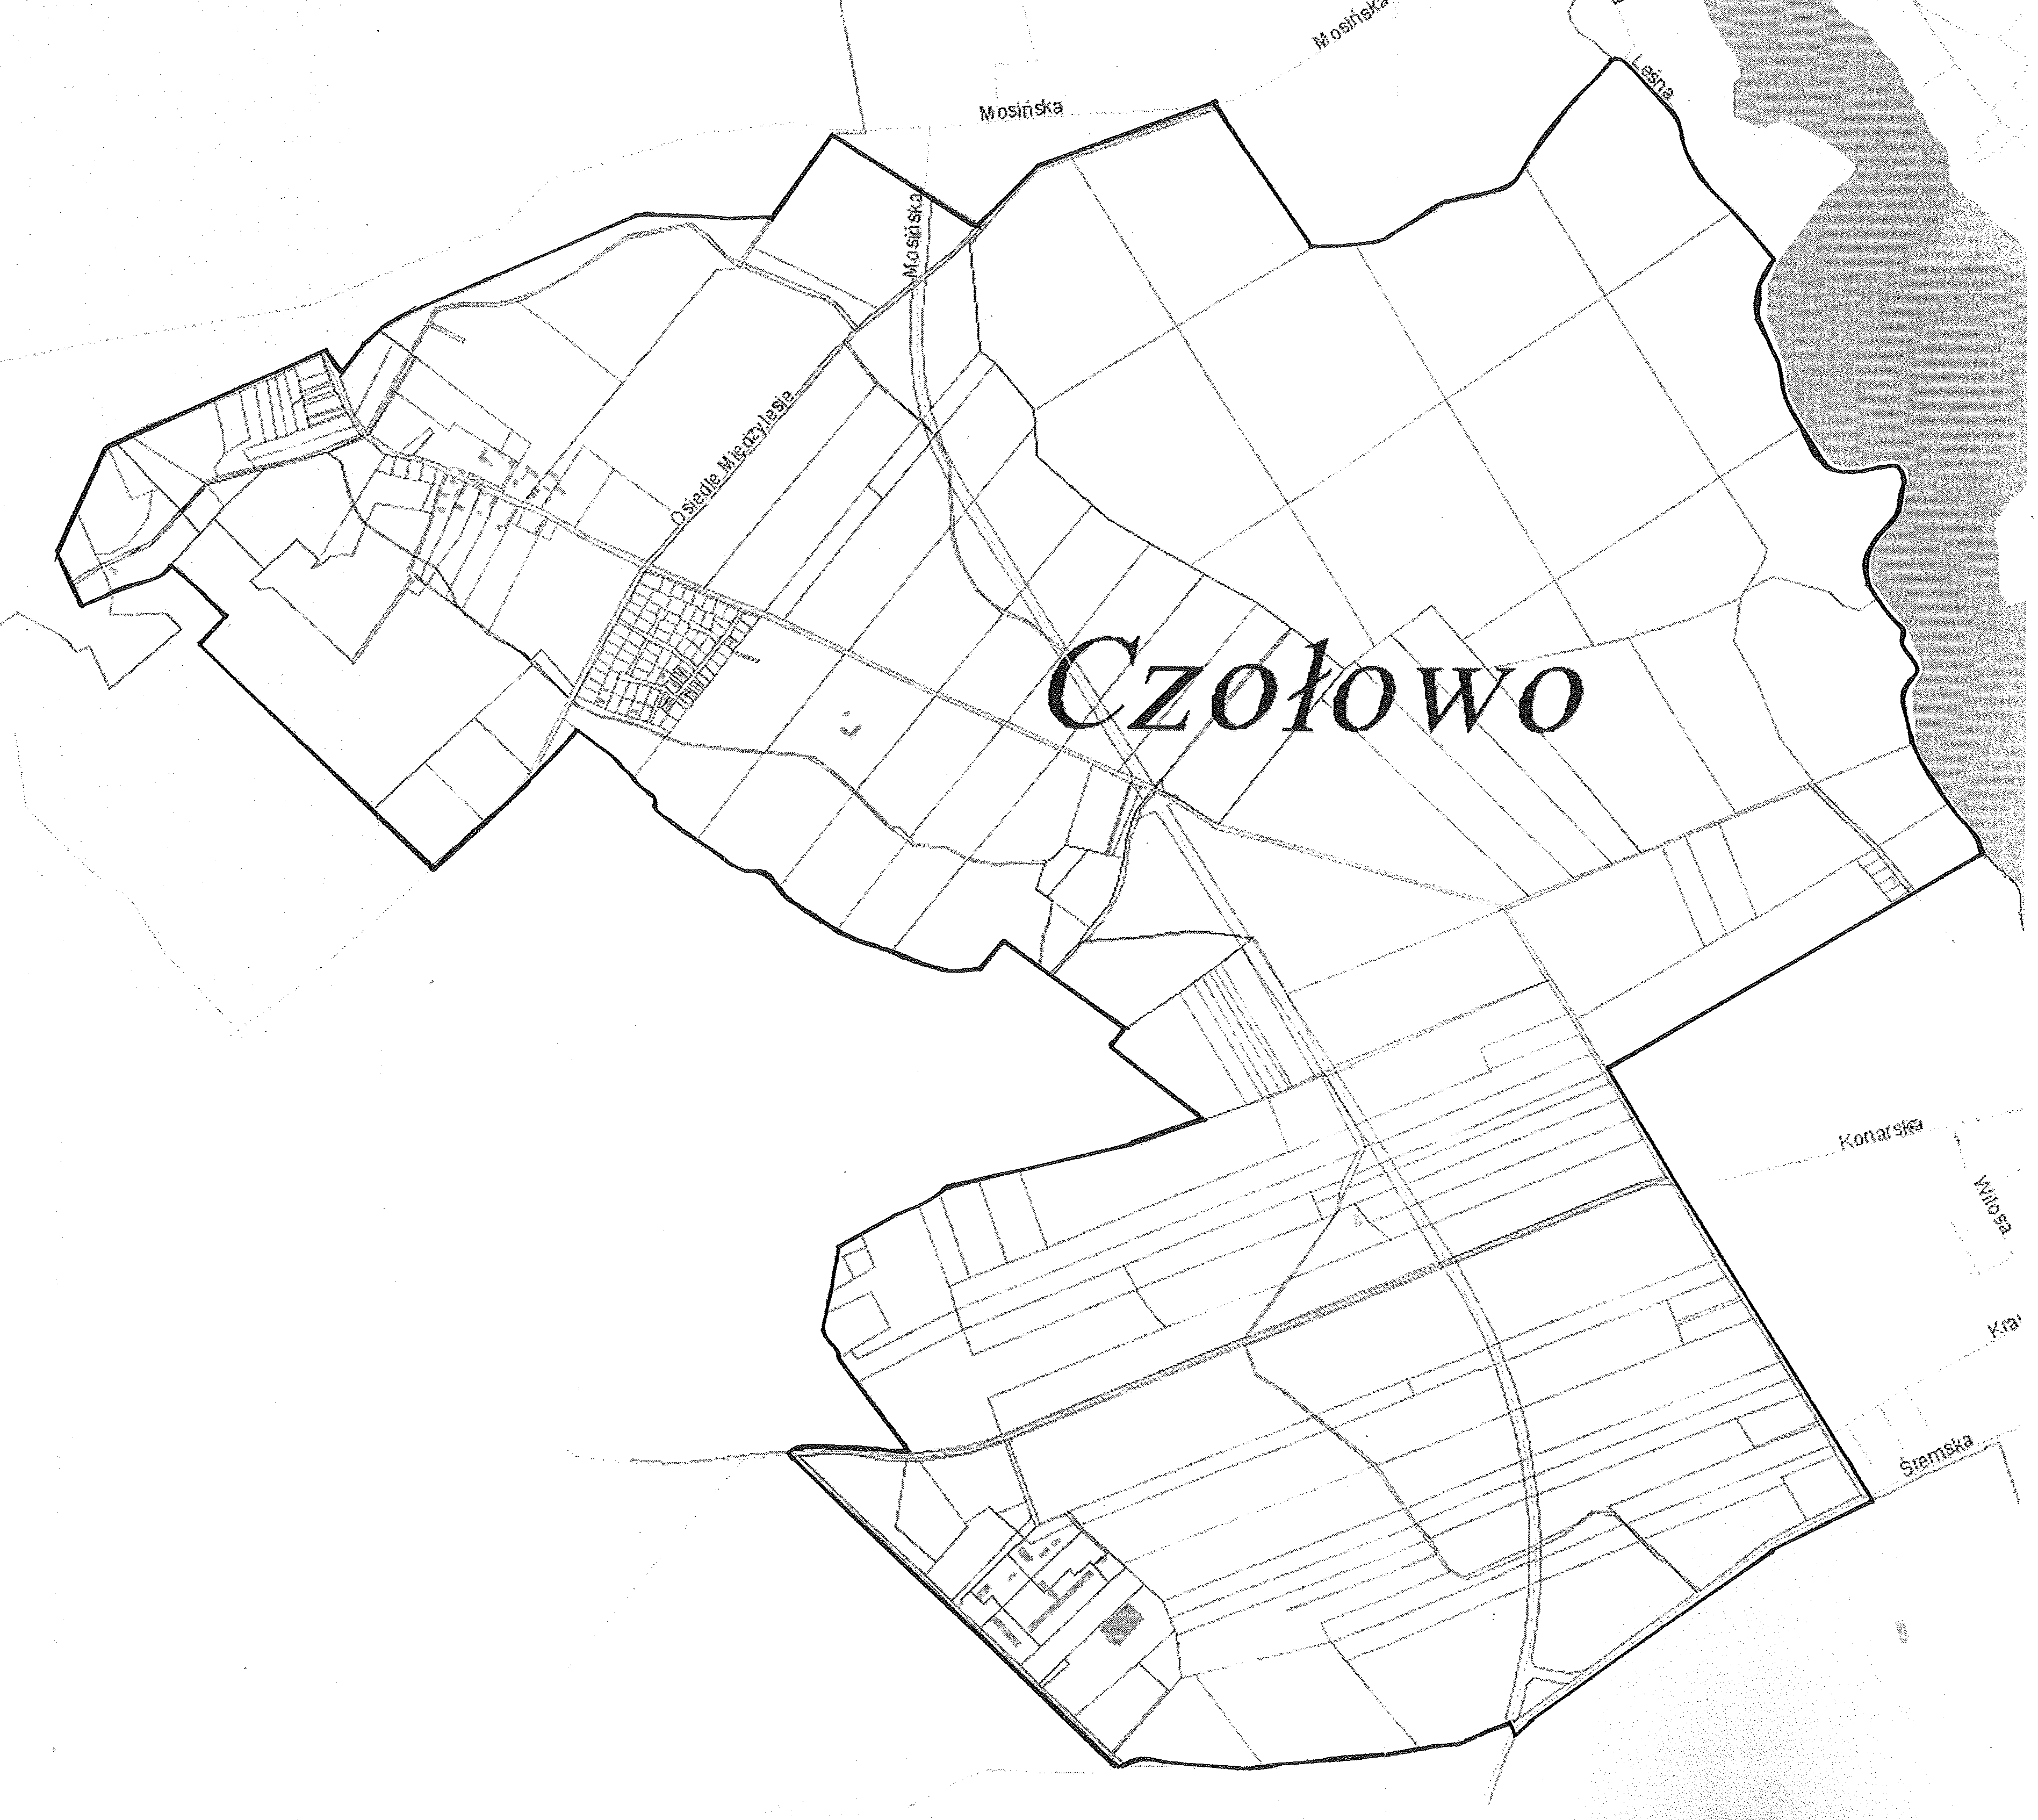 Mosińska
Leśna
Mosińska
Mosińska
Osiedle Międzylesie
Czołowo
Konarska
Witosa
Śremska